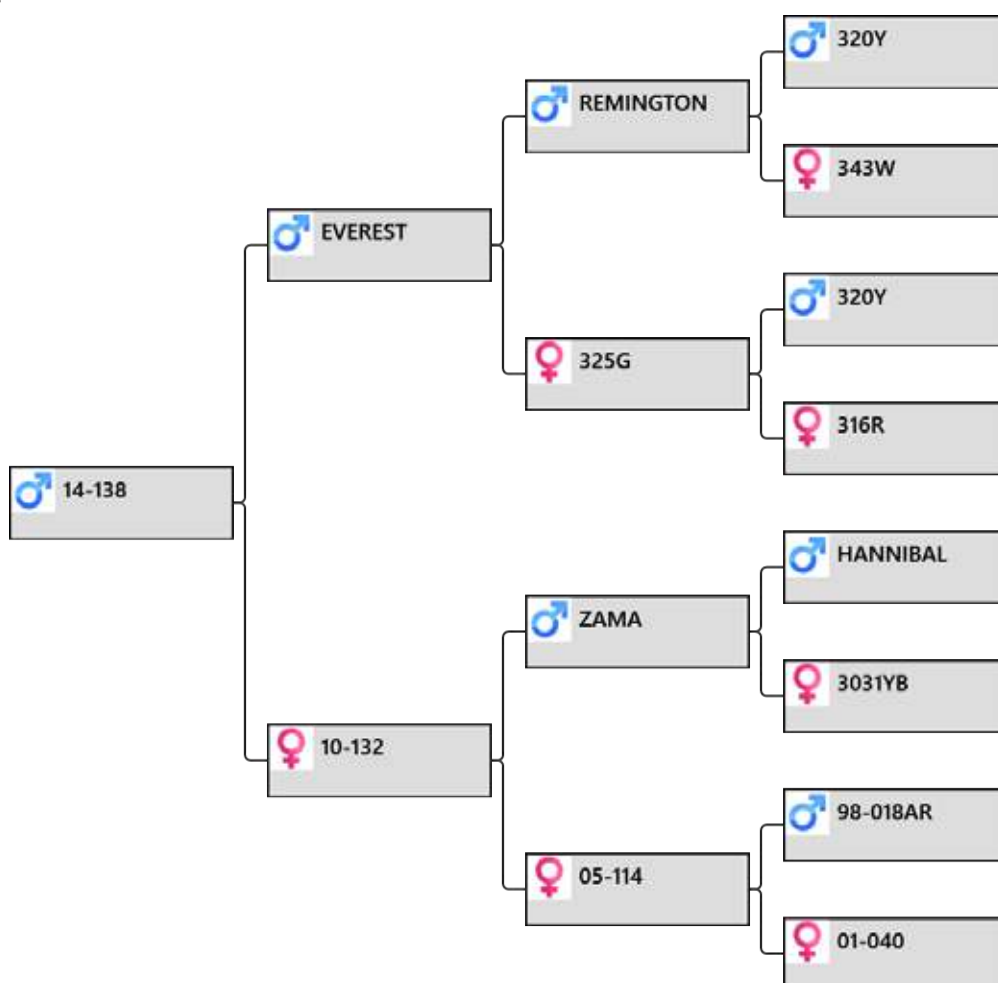 320Y
REMINGTON
343W
EVEREST
320Y
325G
316R
14-138
HANNIBAL
ZAMA
3031YB
10-132
98-018AR
05-114
01-040